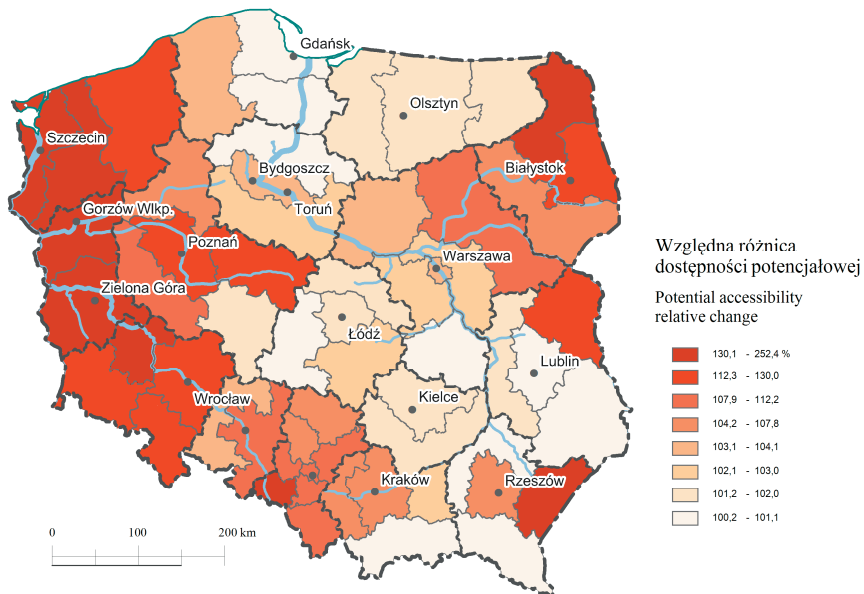 Gdańsk
Olsztyn
Szczecin
Białystok
Bydgoszcz
Toruń
Gorzów Wlkp.
Poznań
Warszawa
Zielona Góra
Łódź
Lublin
Wrocław
Kielce
Kraków
Rzeszów
0 100 200 km
Względna różnica
dostępności potencjałowej
Potential accessibility
relative change
130,1 - 252,4 %
112,3 - 130,0
107,9 - 112,2
104,2 - 107,8
103,1 - 104,1
102,1 - 103,0
101,2 - 102,0
100,2 - 101,1